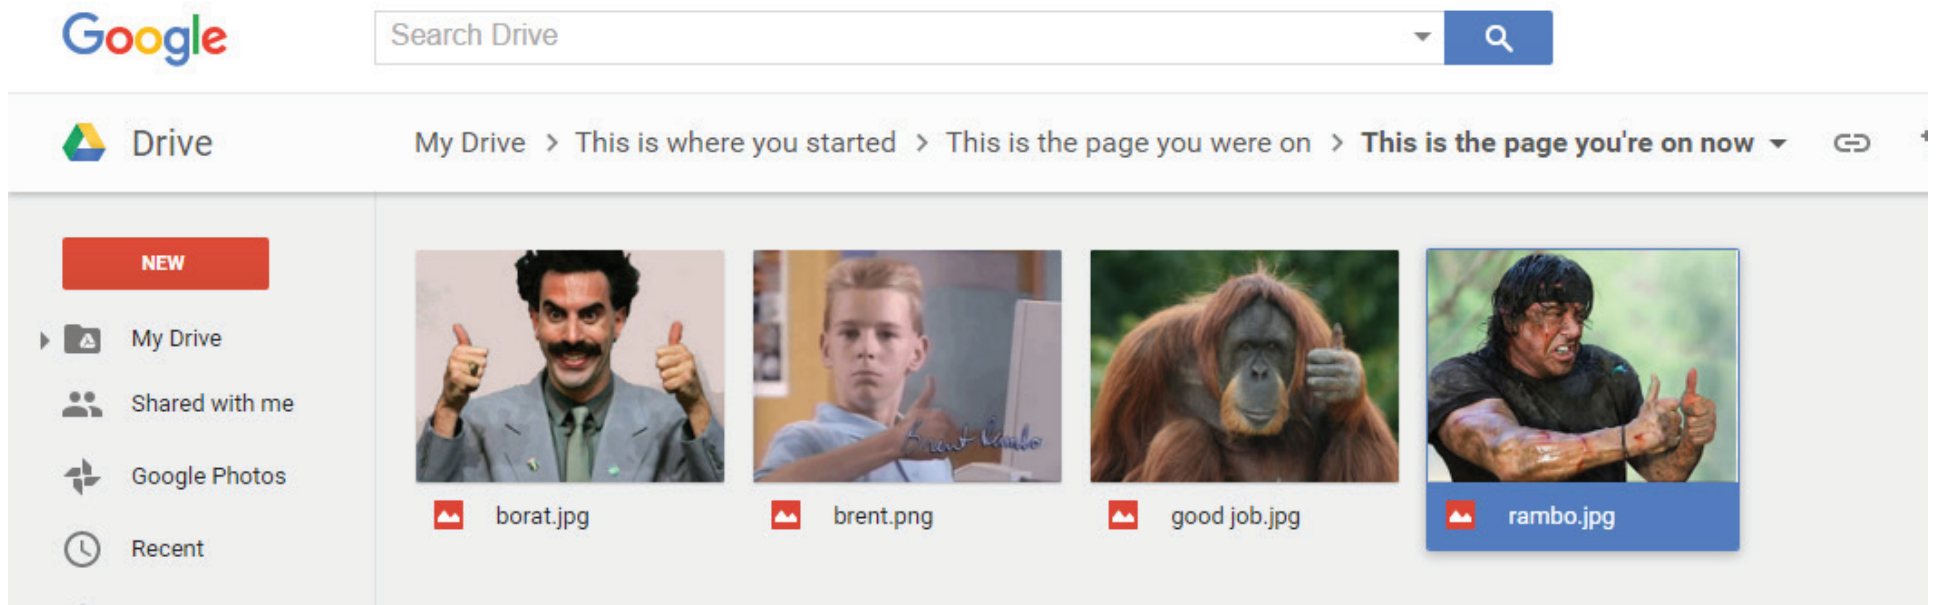 Google
Search Drive
Drive
My Drive > This is where you started > This is the page you were on > This is the page you're on now
NEW
My Drive
Shared with me
Google Photos
Recent
Brent Rambo
borat.jpg
brent.png
good job.jpg
rambo.jpg